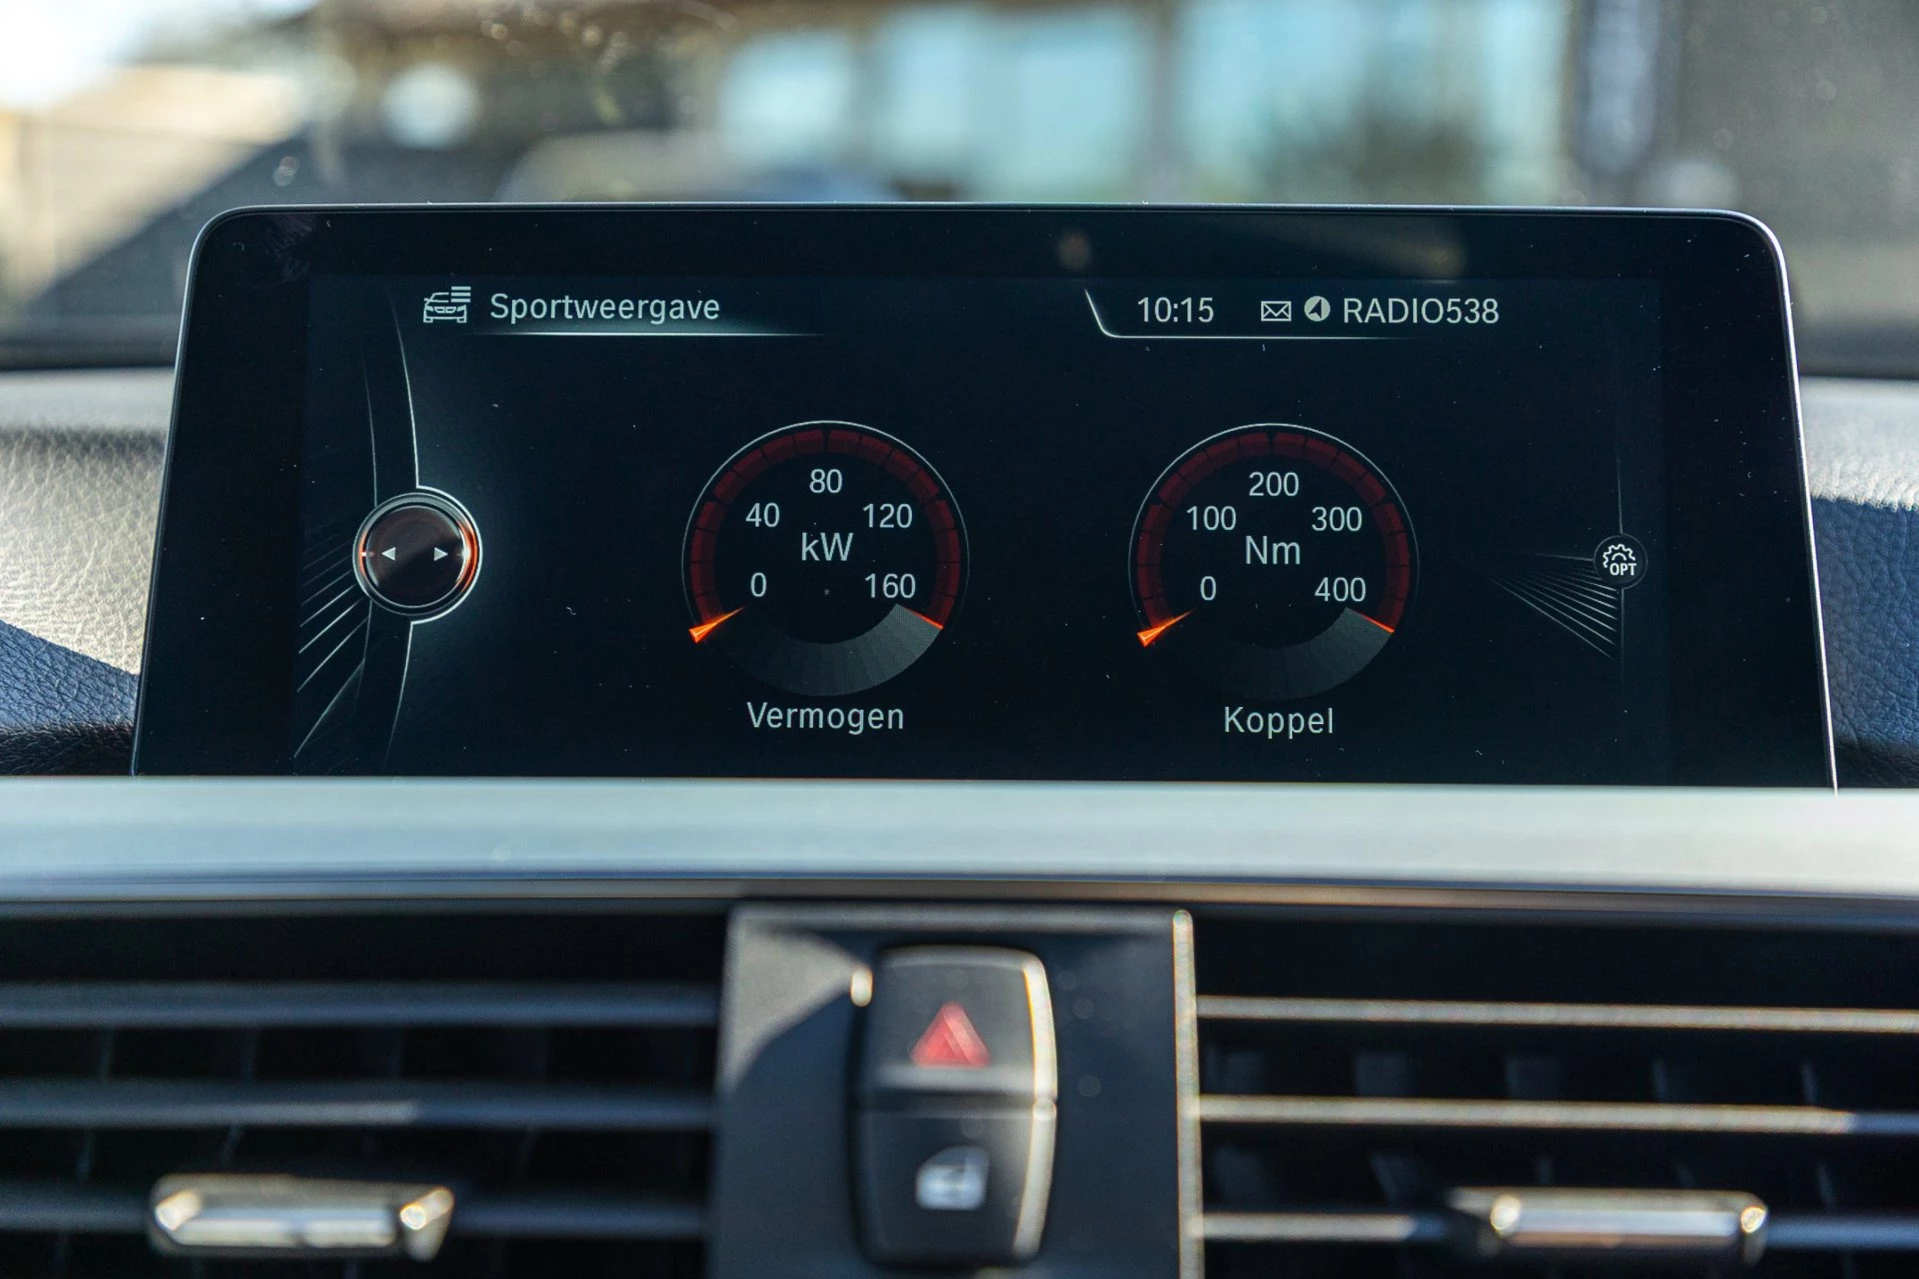 Sportweergave
10:15 RADIO538
80
40 120
kW
0 160
Vermogen
200
100 300
Nm
0 400
Koppel
OPT